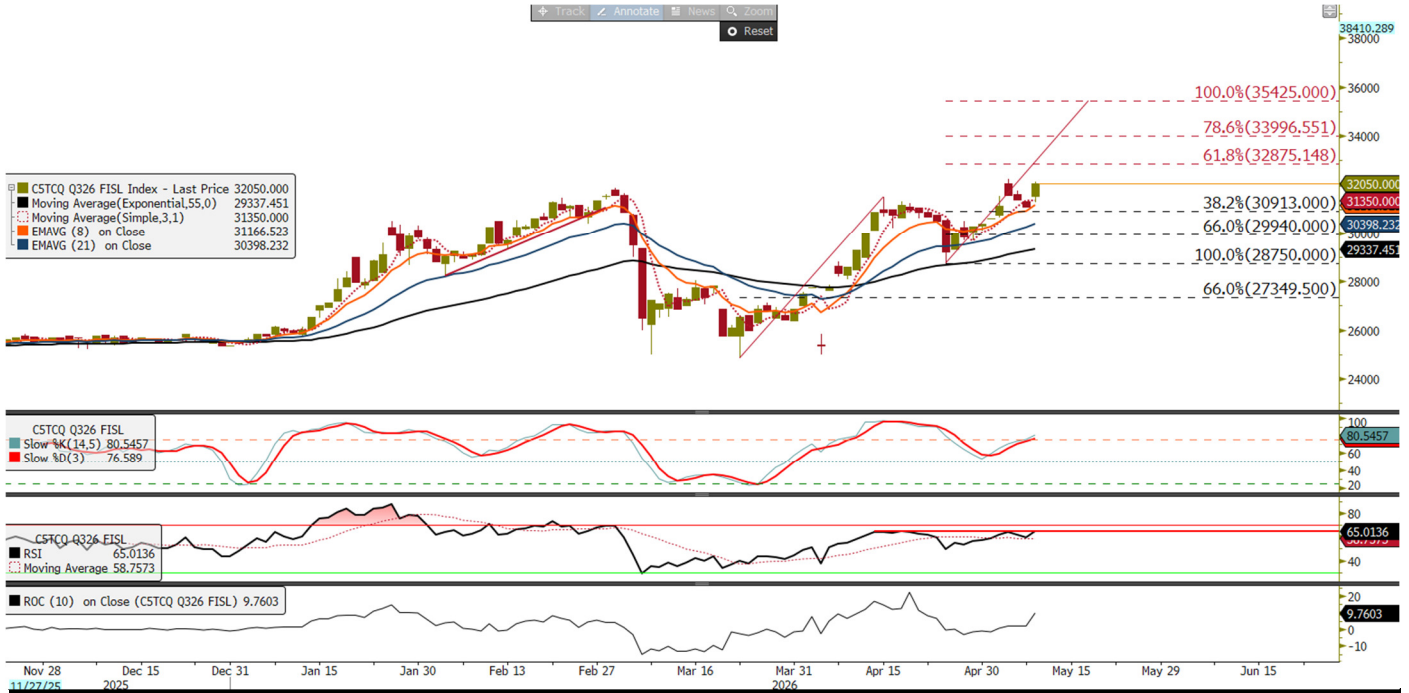 Track Annotate News Zoom
Reset
38410.289
38000
36000
34000
32050.000
31350.000
30398.232
30000
29337.451
28000
26000
24000
100.0%(35425.000)
78.6%(33996.551)
61.8%(32875.148)
38.2%(30913.000)
66.0%(29940.000)
100.0%(28750.000)
66.0%(27349.500)
C5TCQ Q326 FISL Index - Last Price 32050.000
Moving Average(Exponential,55,0) 29337.451
Moving Average(Simple,3,1) 31350.000
EMAVG (8) on Close 31166.523
EMAVG (21) on Close 30398.232
C5TCQ Q326 FISL
Slow %K(14,5) 80.5457
Slow %D(3) 76.589
100
80.5457
60
40
20
C5TCQ Q326 FISL
RSI 65.0136
Moving Average 58.7573
80
65.0136
58.7573
40
ROC (10) on Close (C5TCQ Q326 FISL) 9.7603
20
9.7603
0
-10
Nov 28 Dec 15 Dec 31 Jan 15 Jan 30 Feb 13 Feb 27 Mar 16 Mar 31 Apr 15 Apr 30 May 15 May 29 Jun 15
11/27/25 2025 2026